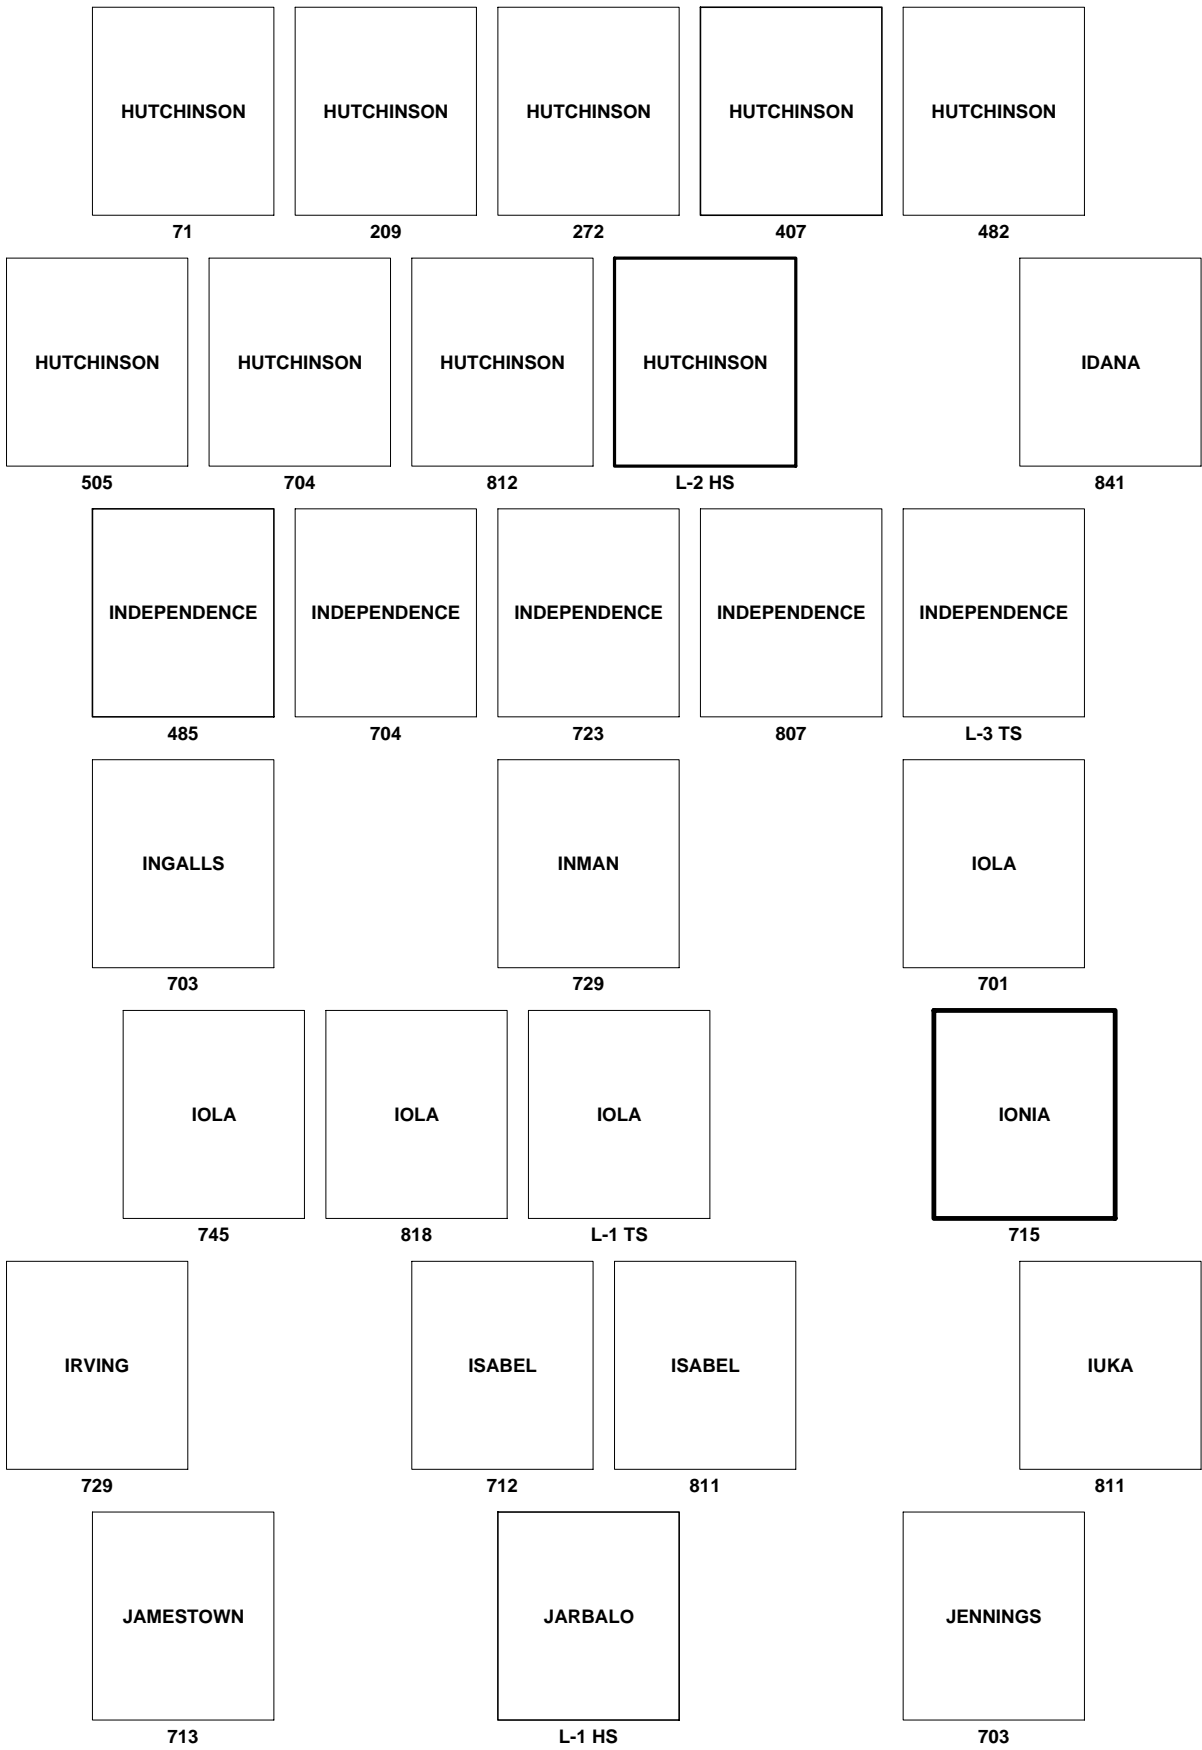 HUTCHINSON HUTCHINSON HUTCHINSON HUTCHINSON HUTCHINSON
71 209 272 407 482
HUTCHINSON HUTCHINSON HUTCHINSON HUTCHINSON IDANA
505 704 812 L-2 HS 841
INDEPENDENCE INDEPENDENCE INDEPENDENCE INDEPENDENCE INDEPENDENCE
485 704 723 807 L-3 TS
INGALLS INMAN IOLA
703 729 701
IOLA IOLA IOLA IONIA
745 818 L-1 TS 715
IRVING ISABEL ISABEL IUKA
729 712 811 811
JAMESTOWN JARBALO JENNINGS
713 L-1 HS 703